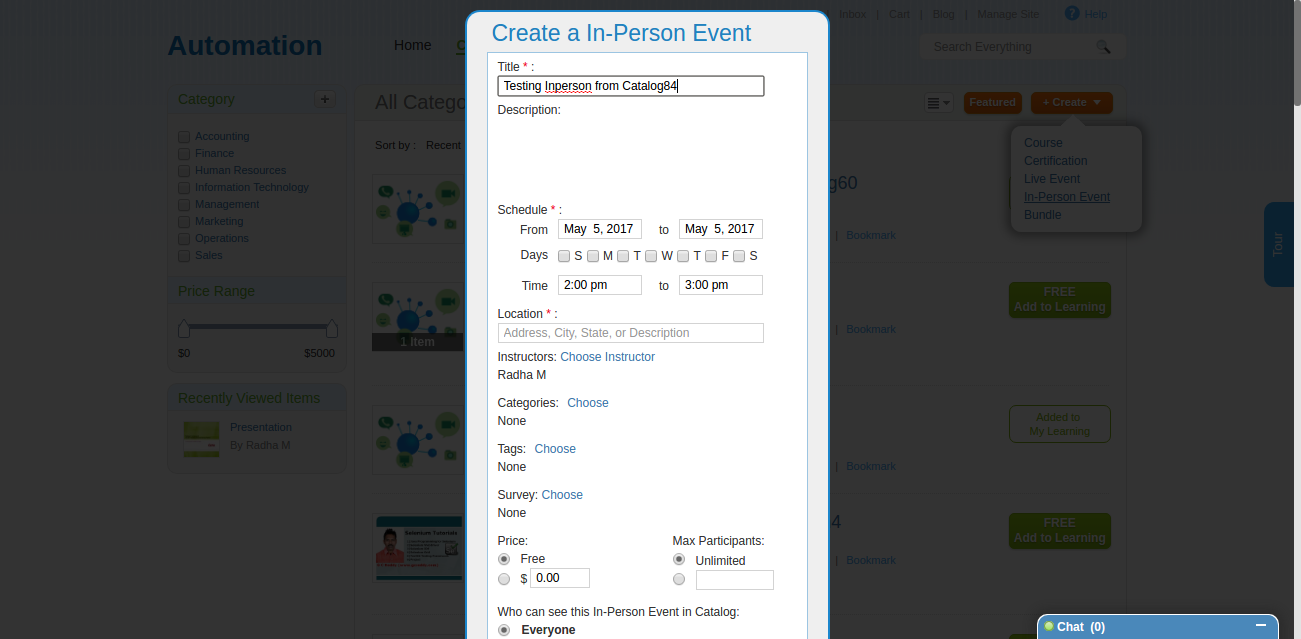 Inbox | Cart | Blog | Manage Site Help
Automation
Home
Search Everything
Category
+
Accounting
Finance
Human Resources
Information Technology
Management
Marketing
Operations
Sales
Price Range
$0 $5000
Recently Viewed Items
Presentation
By Radha M
All Catego
Sort by : Recent
1 Item
Create a In-Person Event
Title * :
Testing Inperson from Catalog84
Description:
Schedule * :
From May 5, 2017 to May 5, 2017
Days S M T W T F S
Time 2:00 pm to 3:00 pm
Location * :
Address, City, State, or Description
Instructors: Choose Instructor
Radha M
Categories: Choose
None
Tags: Choose
None
Survey: Choose
None
Price: Max Participants:
Free Unlimited
$ 0.00
Who can see this In-Person Event in Catalog:
Everyone
Featured + Create
Course
Certification
Live Event
In-Person Event
Bundle
g60
| Bookmark
Tour
FREE
Add to Learning
| Bookmark
Added to
My Learning
| Bookmark
4
FREE
Add to Learning
| Bookmark
Selenium Tutorials
Chat (0)